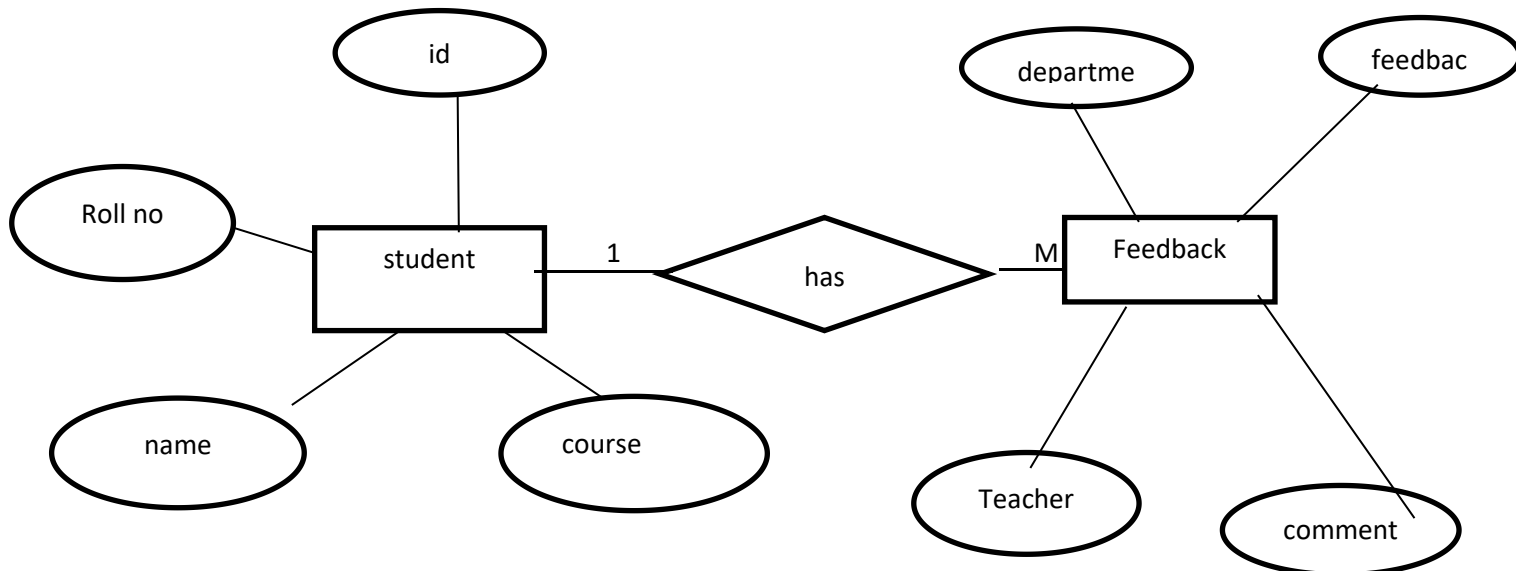 id
departme
feedbac
Roll no
student
1
has
M
Feedback
name
course
Teacher
comment